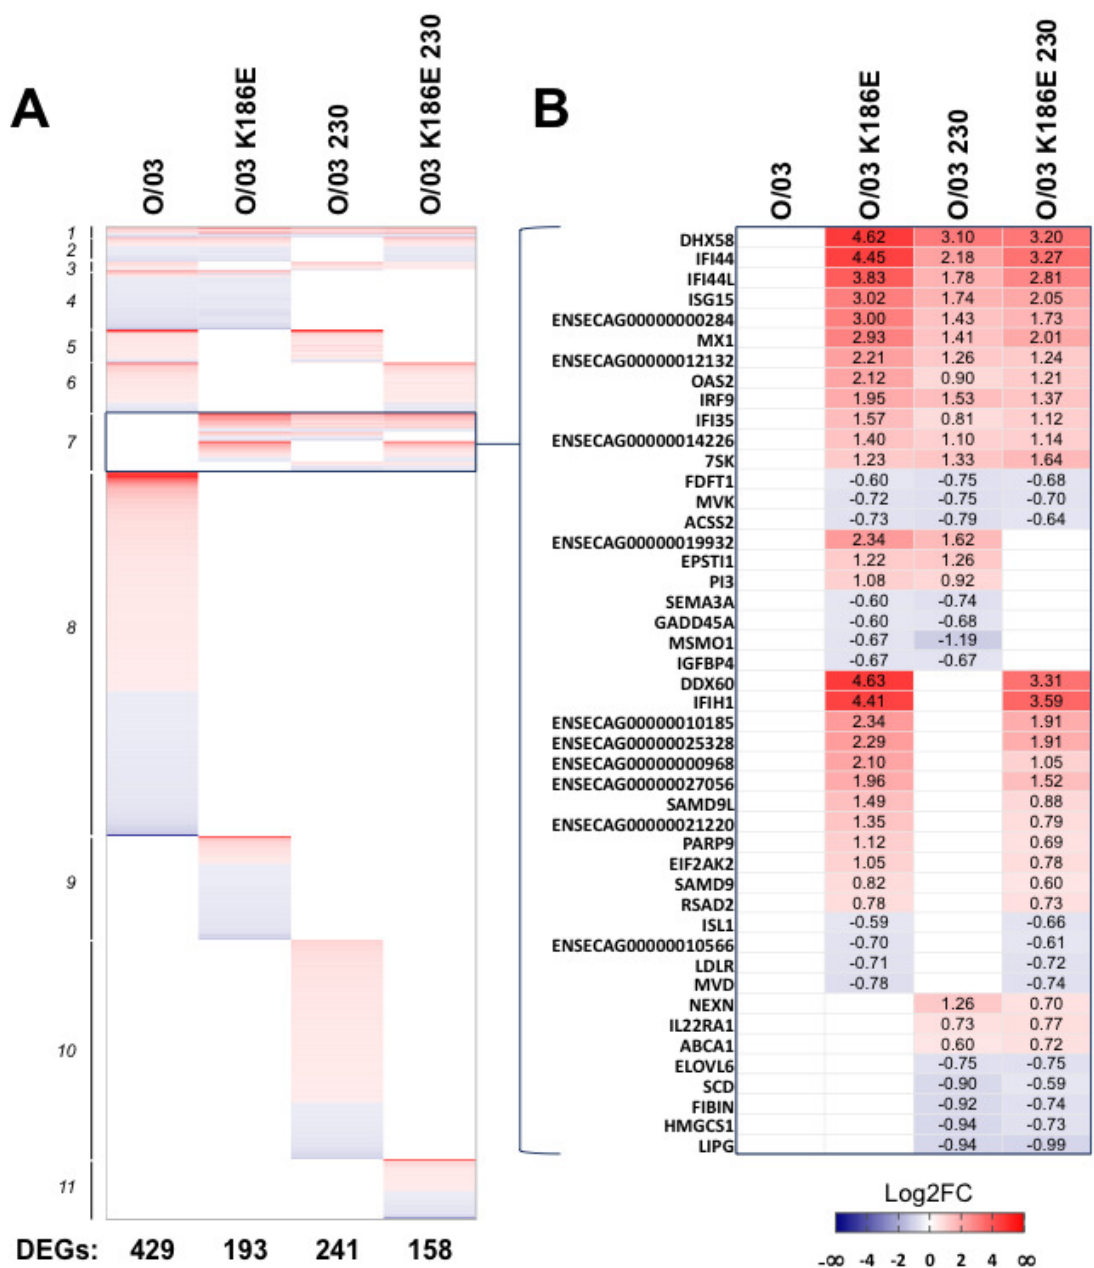 A
O/03
O/03 K186E
O/03 230
O/03 K186E 230
1
2
3
4
5
6
7
8
9
10
11
DEGs: 429 193 241 158
B
O/03
O/03 K186E
O/03 230
O/03 K186E 230
DHX58 4.62 3.10 3.20
IFI44 4.45 2.18 3.27
IFI44L 3.83 1.78 2.81
ISG15 3.02 1.74 2.05
ENSECAG00000000284 3.00 1.43 1.73
MX1 2.93 1.41 2.01
ENSECAG00000012132 2.21 1.26 1.24
OAS2 2.12 0.90 1.21
IRF9 1.95 1.53 1.37
IFI35 1.57 0.81 1.12
ENSECAG00000014226 1.40 1.10 1.14
7SK 1.23 1.33 1.64
FDFT1 -0.60 -0.75 -0.68
MVK -0.72 -0.75 -0.70
ACSS2 -0.73 -0.79 -0.64
ENSECAG00000019932 2.34 1.62
EPSTI1 1.22 1.26
PI3 1.08 0.92
SEMA3A -0.60 -0.74
GADD45A -0.60 -0.68
MSMO1 -0.67 -1.19
IGFBP4 -0.67 -0.67
DDX60 4.63 3.31
IFIH1 4.41 3.59
ENSECAG00000010185 2.34 1.91
ENSECAG00000025328 2.29 1.91
ENSECAG00000000968 2.10 1.05
ENSECAG00000027056 1.96 1.52
SAMD9L 1.49 0.88
ENSECAG00000021220 1.35 0.79
PARP9 1.12 0.69
EIF2AK2 1.05 0.78
SAMD9 0.82 0.60
RSAD2 0.78 0.73
ISL1 -0.59 -0.66
ENSECAG00000010566 -0.70 -0.61
LDLR -0.71 -0.72
MVD -0.78 -0.74
NEXN 1.26 0.70
IL22RA1 0.73 0.77
ABCA1 0.60 0.72
ELOVL6 -0.75 -0.75
SCD -0.90 -0.59
FIBIN -0.92 -0.74
HMGCS1 -0.94 -0.73
LIPG -0.94 -0.99
Log2FC
-∞ -4 -2 0 2 4 ∞